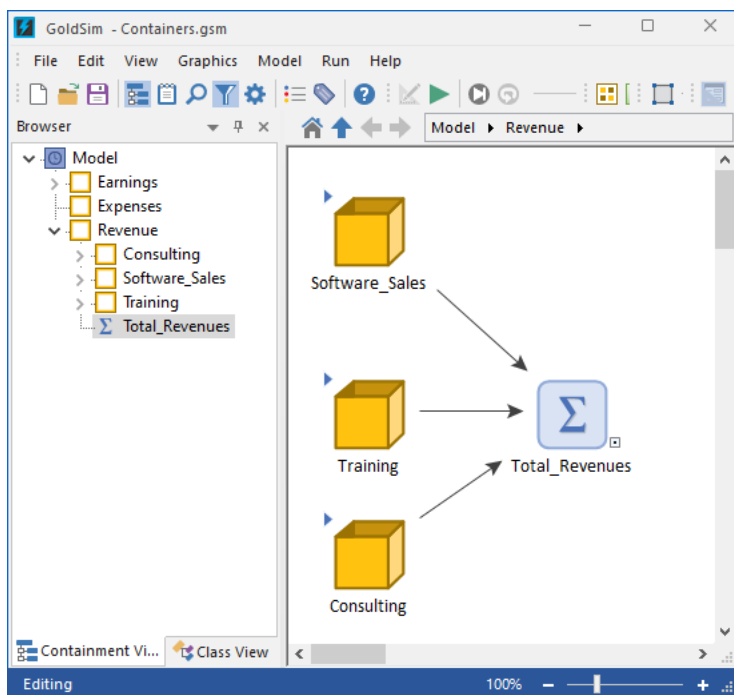 GoldSim - Containers.gsm
File Edit View Graphics Model Run Help
Browser
Model Revenue
Model
Earnings
Expenses
Revenue
Consulting
Software_Sales
Training
Σ Total_Revenues
Software_Sales
Training
Σ
Total_Revenues
Consulting
Containment Vi... Class View
Editing 100%